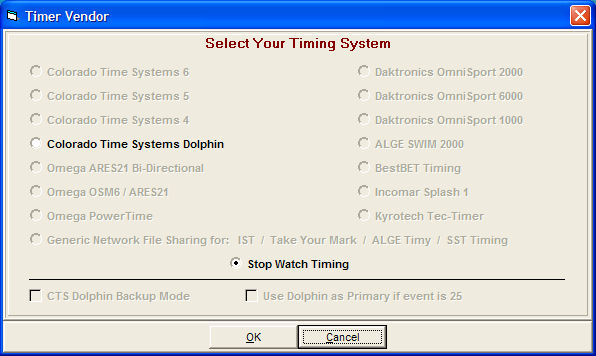 Timer Vendor
Select Your Timing System
Colorado Time Systems 6
Daktronics OmniSport 2000
Colorado Time Systems 5
Daktronics OmniSport 6000
Colorado Time Systems 4
Daktronics OmniSport 1000
Colorado Time Systems Dolphin
ALGE SWIM 2000
Omega ARES21 Bi-Directional
BestBET Timing
Omega OSM6 / ARES21
Incomar Splash 1
Omega PowerTime
Kyrotech Tec-Timer
Generic Network File Sharing for: IST / Take Your Mark / ALGE Timy / SST Timing
Stop Watch Timing
CTS Dolphin Backup Mode
Use Dolphin as Primary if event is 25
OK
Cancel